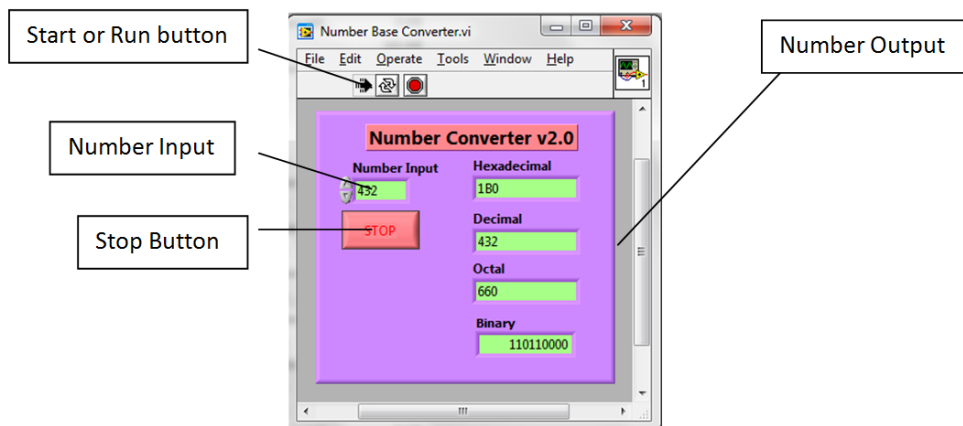 Start or Run button
Number Input
Stop Button
Number Output
Number Base Converter.vi
File Edit Operate Tools Window Help
1
Number Converter v2.0
Number Input
432
STOP
Hexadecimal
1B0
Decimal
432
Octal
660
Binary
110110000